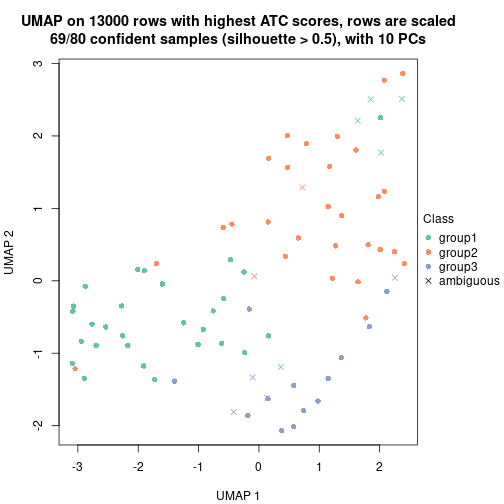 UMAP on 13000 rows with highest ATC scores, rows are scaled
69/80 confident samples (silhouette > 0.5), with 10 PCs
3
2
1
0
-1
-2
UMAP 2
-3
-2
-1
0
1
2
UMAP 1
Class
group1
group2
group3
ambiguous